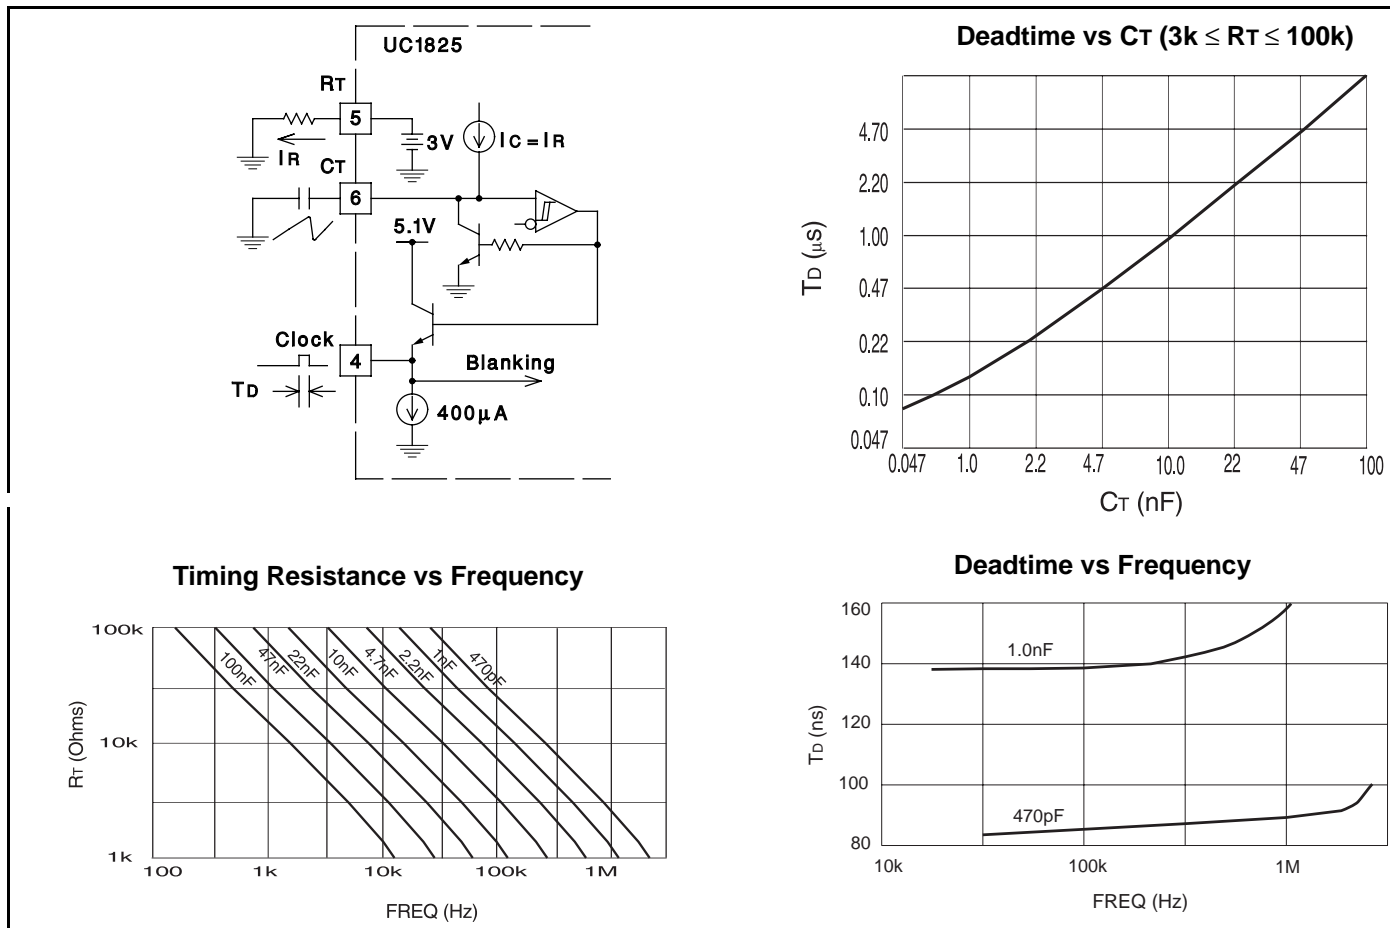 UC1825
RT
5
IR
3V
IC = IR
CT
6
5.1V
Clock
4
Blanking
TD
400µA
Deadtime vs CT (3k ≤ RT ≤ 100k)
4.70
2.20
1.00
0.47
0.22
0.10
0.047
TD (µs)
0.047 1.0 2.2 4.7 10.0 22 47 100
CT (nF)
Timing Resistance vs Frequency
100k
10k
1k
RT (Ohms)
100nF 47nF 22nF 10nF 4.7nF 2.2nF 1nF 470pF
100 1k 10k 100k 1M
FREQ (Hz)
Deadtime vs Frequency
160
140
120
100
80
TD (ns)
1.0nF
470pF
10k 100k 1M
FREQ (Hz)